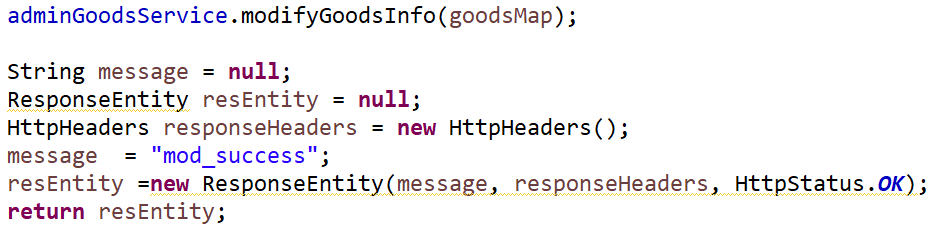 adminGoodsService.modifyGoodsInfo(goodsMap);
String message = null;
ResponseEntity resEntity = null;
HttpHeaders responseHeaders = new HttpHeaders();
message  = "mod_success";
resEntity =new ResponseEntity(message, responseHeaders, HttpStatus.OK);
return resEntity;